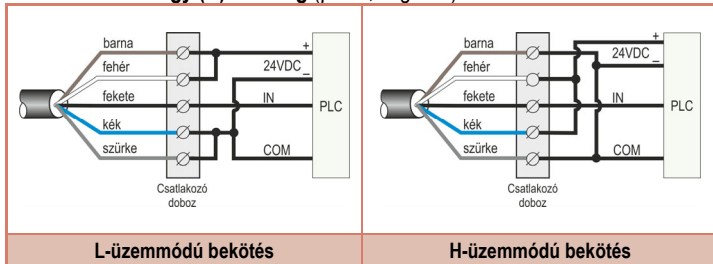 barna
fehér
fekete
kék
szürke
+
24VDC
–
IN
COM
PLC
Csatlakozó
doboz
L-üzemmódú bekötés
barna
fehér
fekete
kék
szürke
+
24VDC
–
IN
COM
PLC
Csatlakozó
doboz
H-üzemmódú bekötés